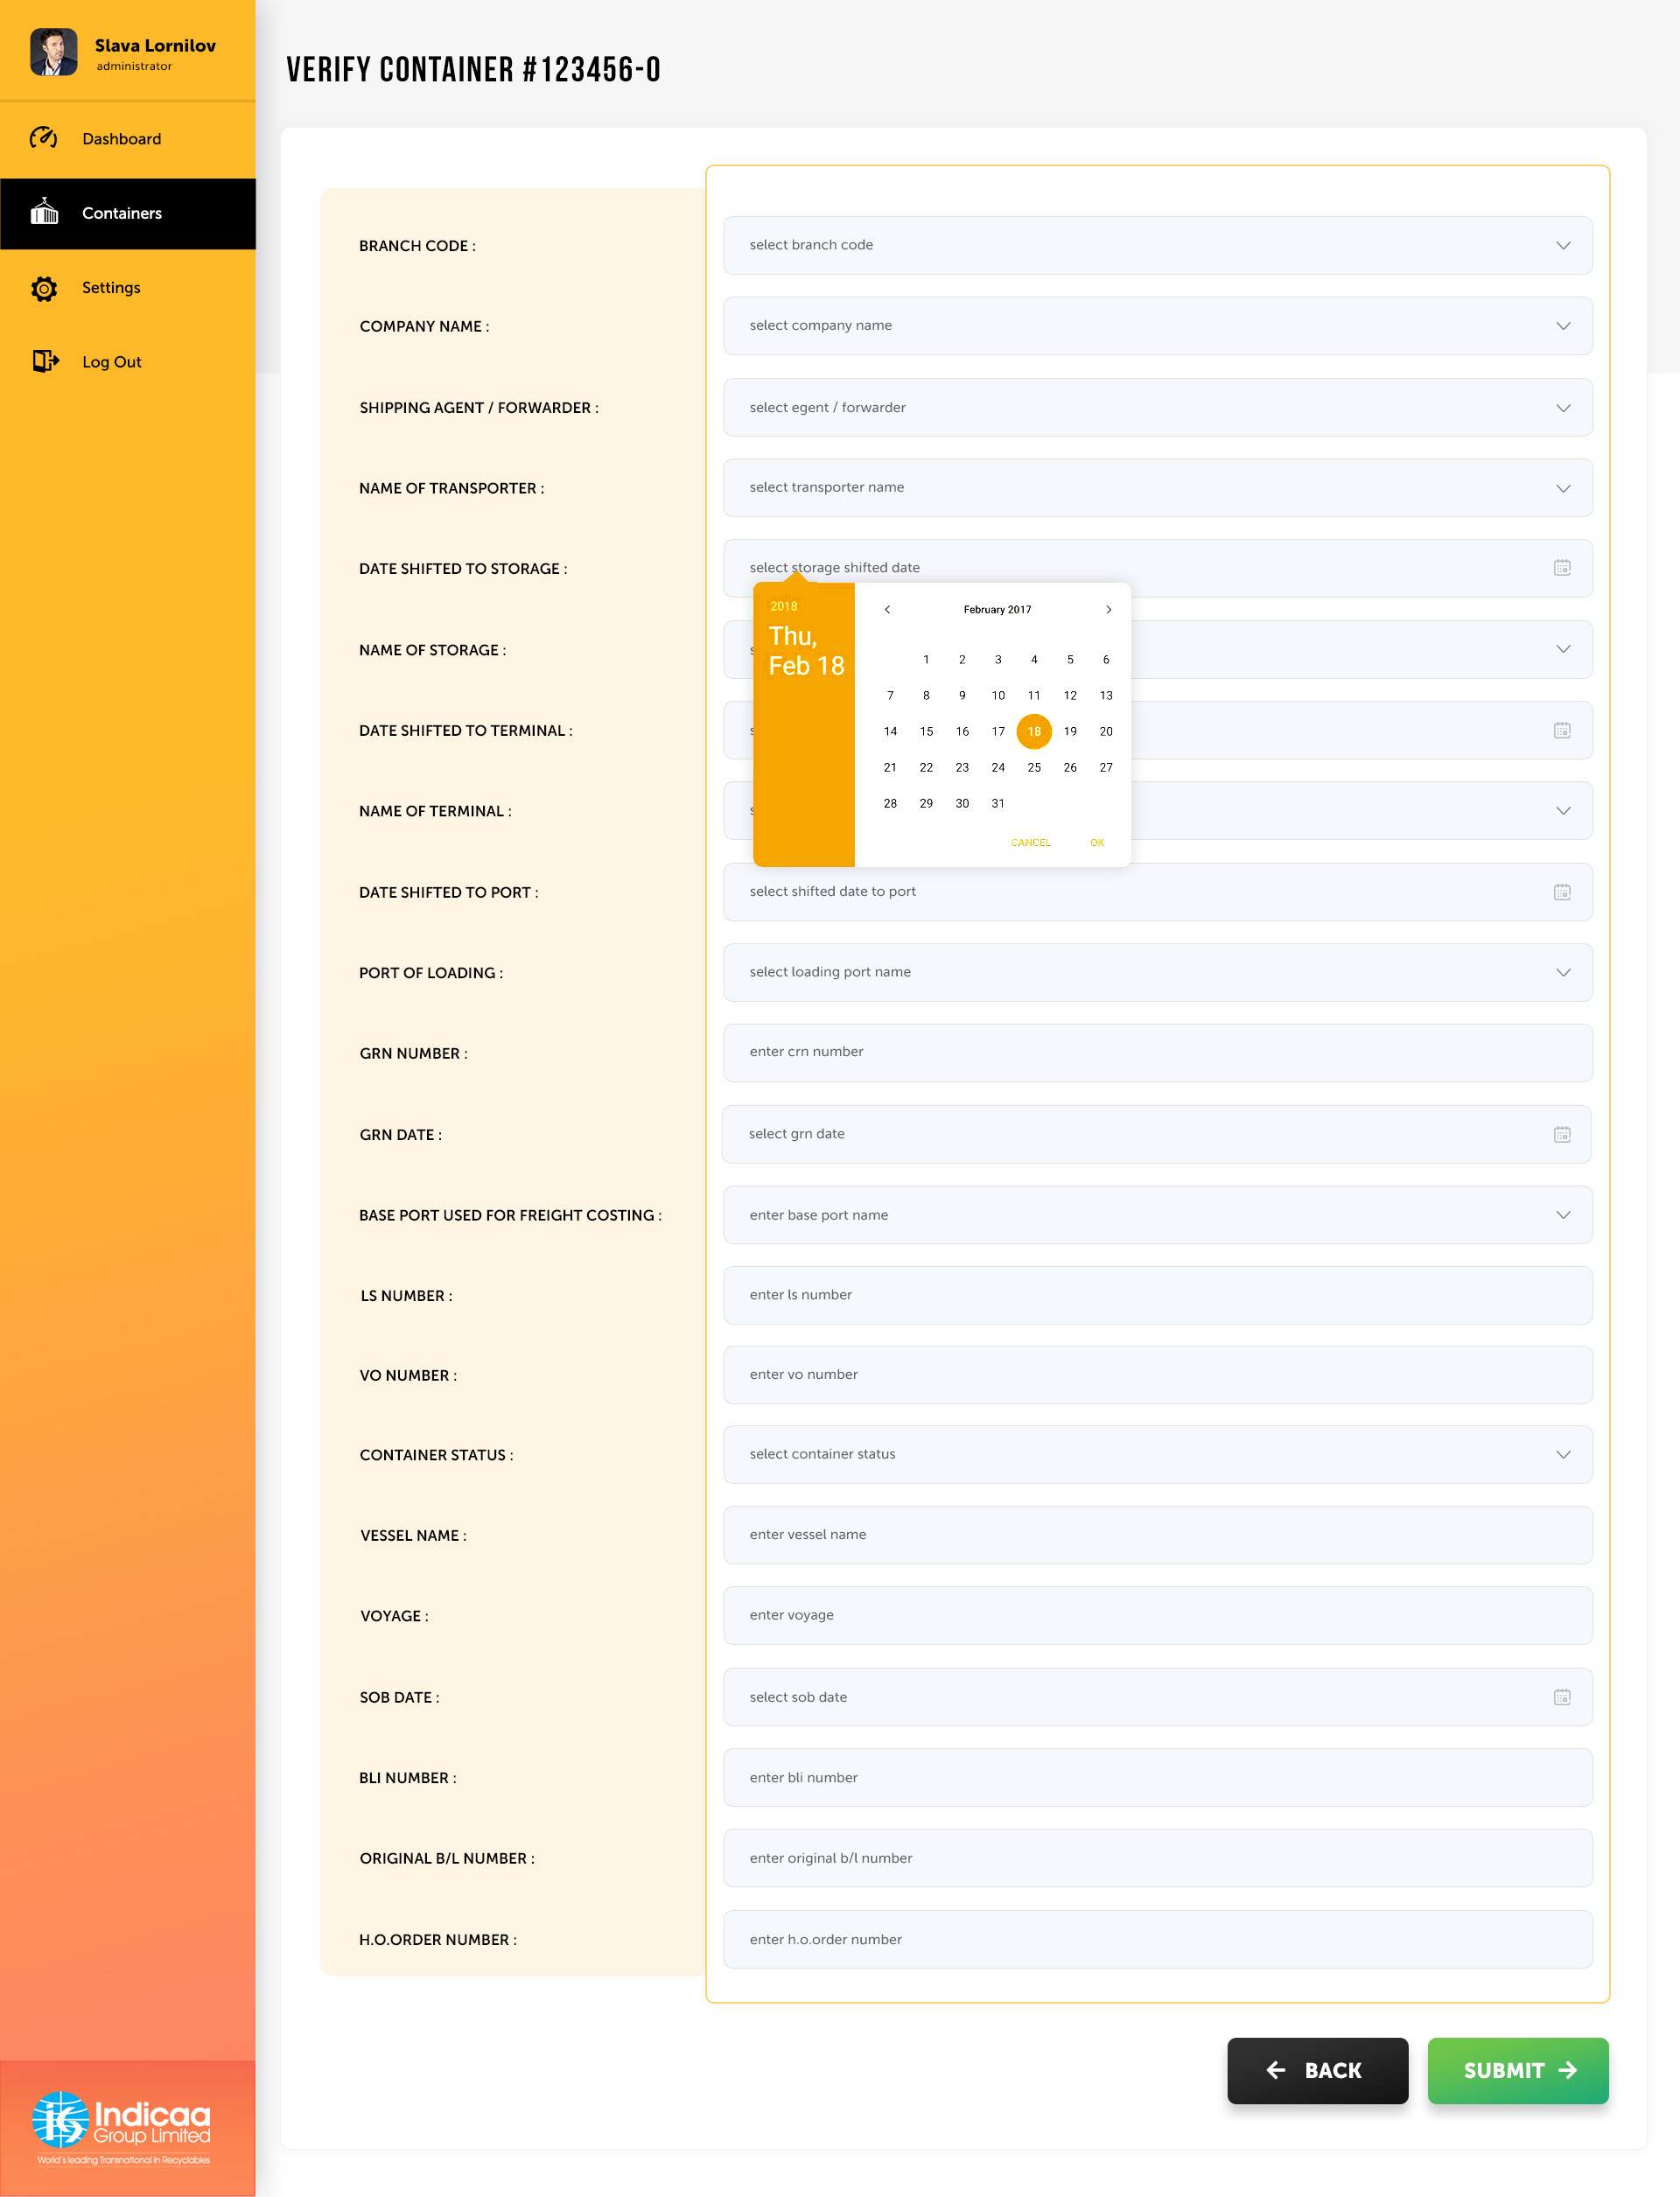 Slava Lornilov
administrator
Dashboard
Containers
Settings
Log Out
Indicaa
Group Limited
World's leading Transnational in Recyclables
VERIFY CONTAINER #123456-0
BRANCH CODE :
select branch code
COMPANY NAME :
select company name
SHIPPING AGENT / FORWARDER :
select egent / forwarder
NAME OF TRANSPORTER :
select transporter name
DATE SHIFTED TO STORAGE :
select storage shifted date
2018
Thu,
Feb 18
February 2017
1 2 3 4 5 6
7 8 9 10 11 12 13
14 15 16 17 18 19 20
21 22 23 24 25 26 27
28 29 30 31
CANCEL OK
NAME OF STORAGE :
DATE SHIFTED TO TERMINAL :
NAME OF TERMINAL :
DATE SHIFTED TO PORT :
select shifted date to port
PORT OF LOADING :
select loading port name
GRN NUMBER :
enter crn number
GRN DATE :
select grn date
BASE PORT USED FOR FREIGHT COSTING :
enter base port name
LS NUMBER :
enter ls number
VO NUMBER :
enter vo number
CONTAINER STATUS :
select container status
VESSEL NAME :
enter vessel name
VOYAGE :
enter voyage
SOB DATE :
select sob date
BLI NUMBER :
enter bli number
ORIGINAL B/L NUMBER :
enter original b/l number
H.O.ORDER NUMBER :
enter h.o.order number
BACK
SUBMIT